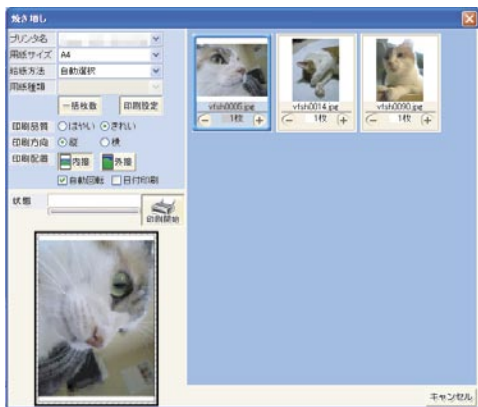 焼き増し
プリンタ名
用紙サイズ A4
給紙方法 自動選択
用紙種類
一括枚数 印刷設定
印刷品質 はやい きれい
印刷方向 縦 横
印刷配置 内接 外接
自動回転 日付印刷
状態
印刷開始
vfsh0005.jpg vfsh0014.jpg vfsh0090.jpg
1枚 1枚 1枚
キャンセル